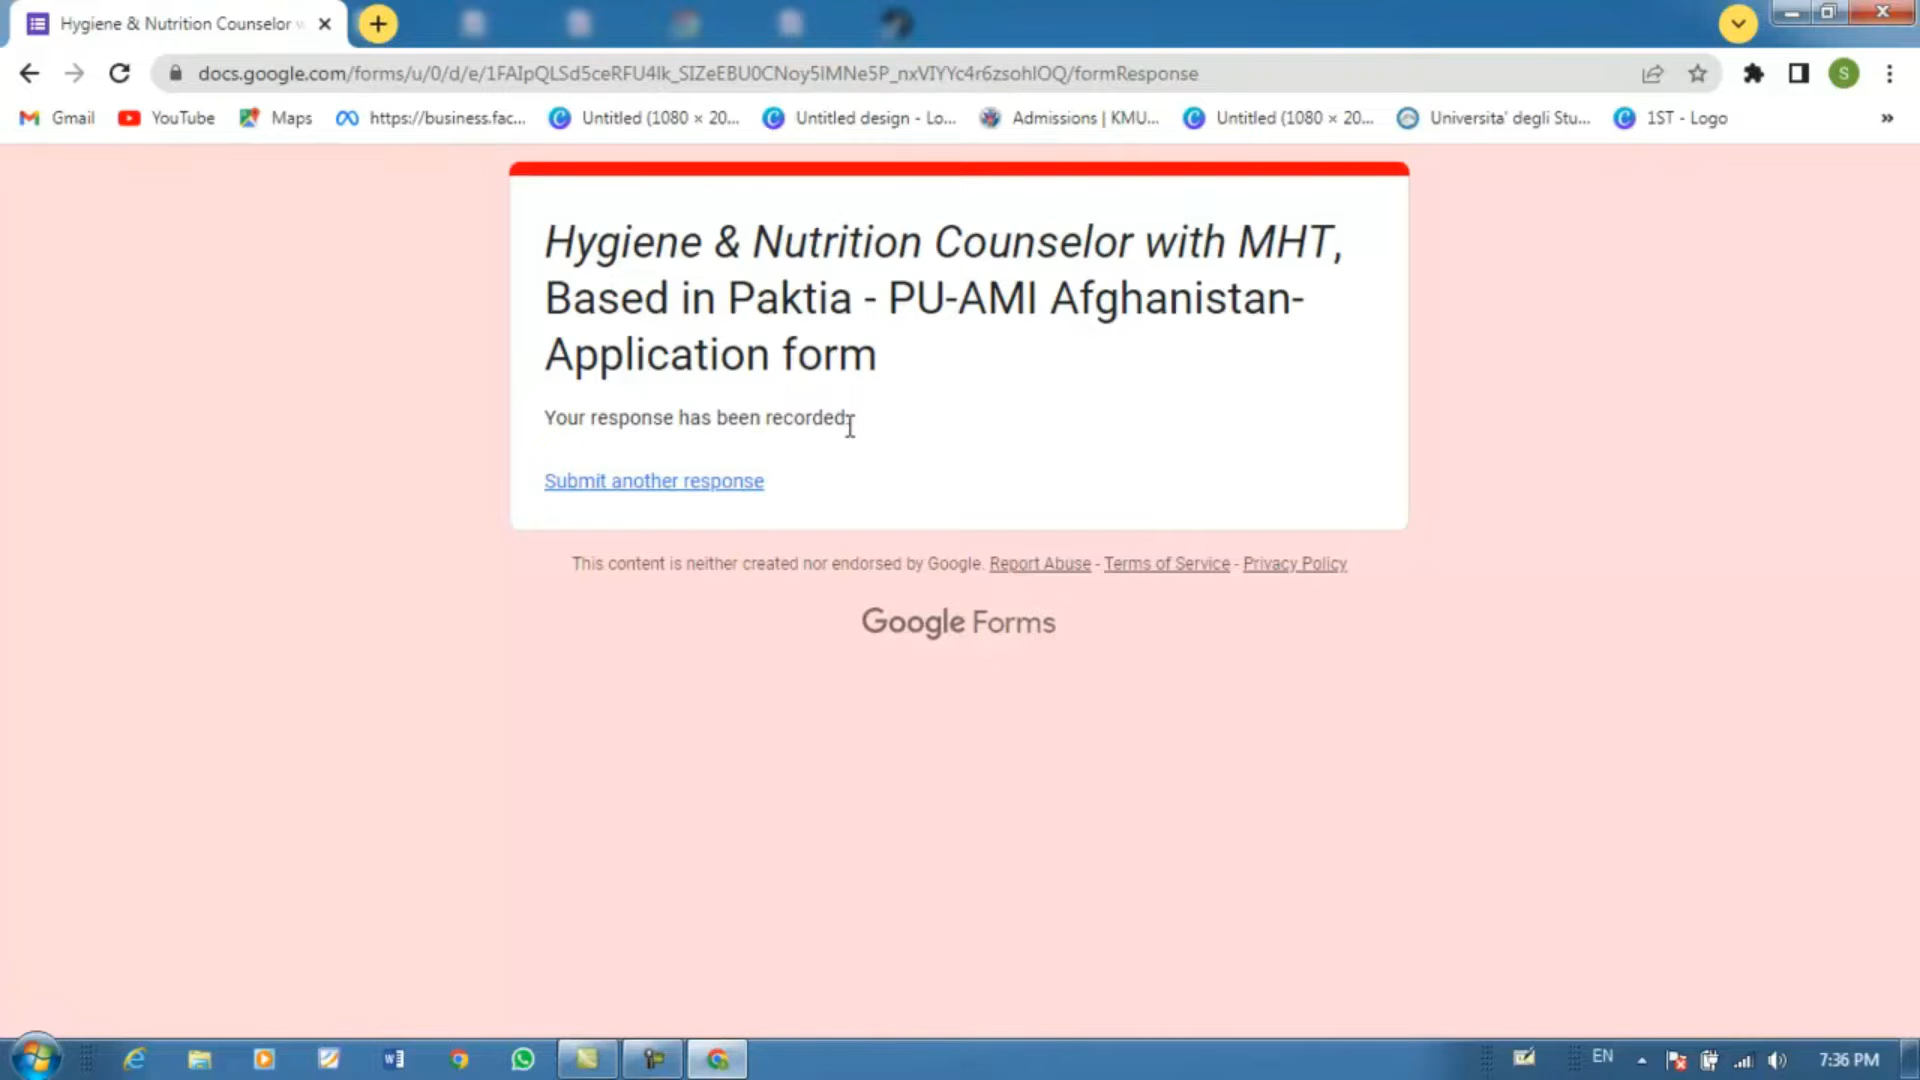 Hygiene & Nutrition Counselor w
docs.google.com/forms/u/0/d/e/1FAIpQLSd5ceRFU4lk_SIZeEBU0CNoy5IMNe5P_nxVIYYc4r6zsohlOQ/formResponse
S
Gmail YouTube Maps https://business.fac... Untitled (1080 × 20... Untitled design - Lo... Admissions | KMU... Untitled (1080 × 20... Universita' degli Stu... 1ST - Logo »
Hygiene & Nutrition Counselor with MHT,
Based in Paktia - PU-AMI Afghanistan-
Application form
Your response has been recorded.
Submit another response
This content is neither created nor endorsed by Google. Report Abuse - Terms of Service - Privacy Policy
Google Forms
EN 7:36 PM